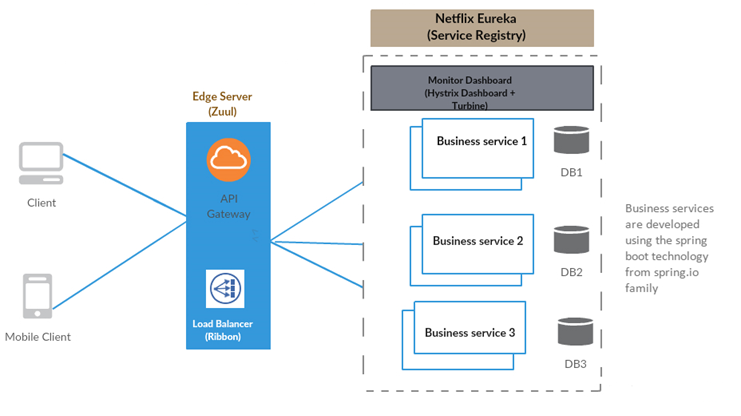 Netflix Eureka
(Service Registry)
Monitor Dashboard
(Hystrix Dashboard +
Turbine)
Edge Server
(Zuul)
API
Gateway
Load Balancer
(Ribbon)
Client
Mobile Client
Business service 1
DB1
Business service 2
DB2
Business service 3
DB3
Business services
are developed
using the spring
boot technology
from spring.io
family